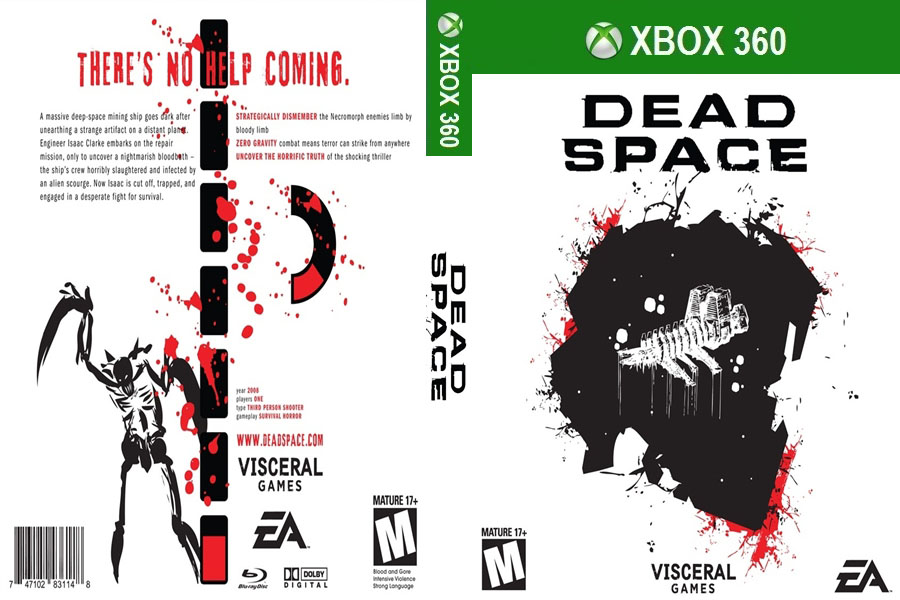 THERE'S NO HELP COMING.
A massive deep-space mining ship goes dark after
unearthing a strange artifact on a distant planet.
Engineer Isaac Clarke embarks on the repair
mission, only to uncover a nightmarish bloodbath –
the ship's crew horribly slaughtered and infected by
an alien scourge. Now Isaac is cut off, trapped, and
engaged in a desperate fight for survival.
STRATEGICALLY DISMEMBER the Necromorph enemies limb by
bloody limb
ZERO GRAVITY combat means terror can strike from anywhere
UNCOVER THE HORRIFIC TRUTH of the shocking thriller
year 2008
players ONE
type THIRD PERSON SHOOTER
gameplay SURVIVAL HORROR
WWW.DEADSPACE.COM
VISCERAL
GAMES
EA
Blu-ray Disc
DOLBY
DIGITAL
MATURE 17+
M
Blood and Gore
Intensive Violence
Strong Language
7 47102 83114 8
XBOX 360
DEAD
SPACE
XBOX 360
DEAD
SPACE
MATURE 17+
M
VISCERAL
GAMES
EA